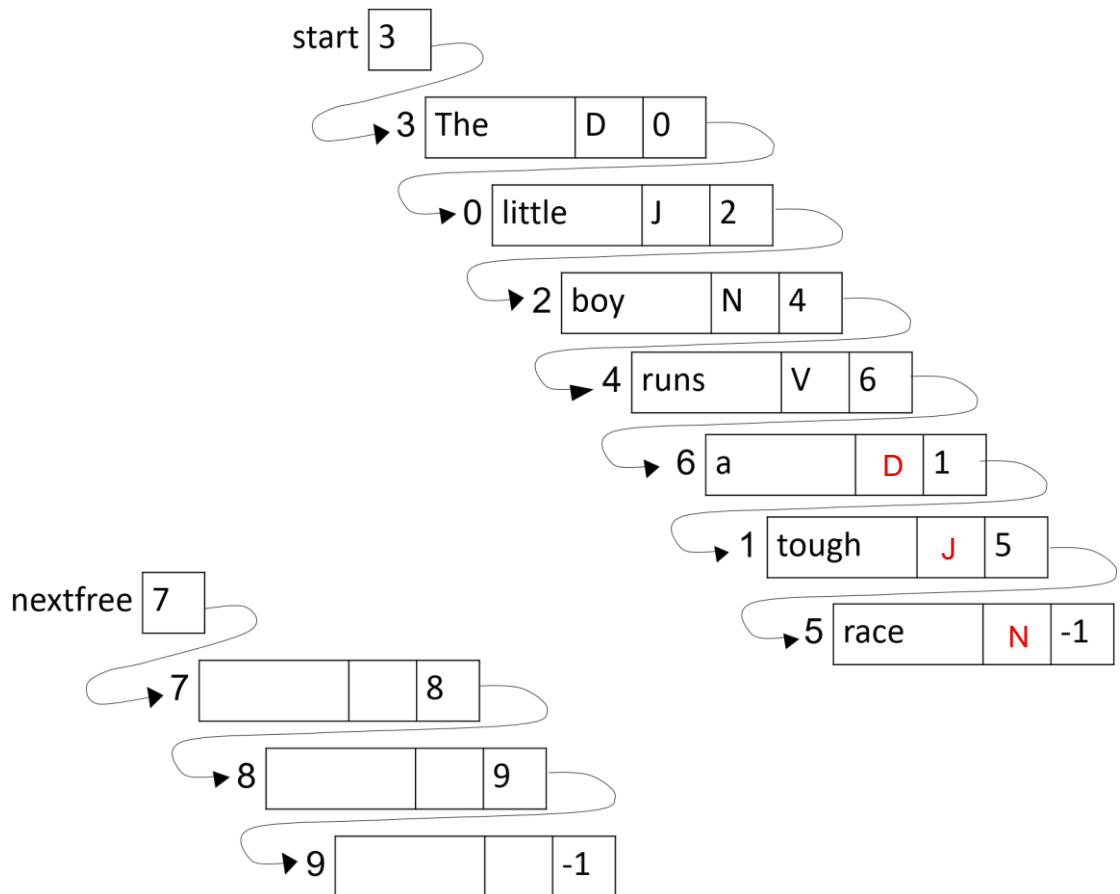 start 3
3 The D 0
0 little J 2
2 boy N 4
4 runs V 6
6 a D 1
1 tough J 5
5 race N -1
nextfree 7
7 8
8 9
9 -1